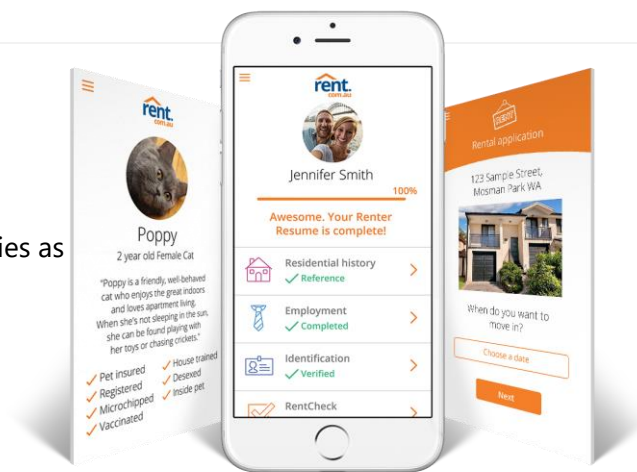 ies as
rent.
com.au
Poppy
2 year old Female Cat
"Poppy is a friendly, well-behaved
cat who enjoys the great indoors
and loves apartment living.
When she's not sleeping in the sun,
she can be found playing with
her toys or chasing crickets."
Pet insured
Registered
Microchipped
Vaccinated
House trained
Desexed
Inside pet
rent.
com.au
Jennifer Smith
100%
Awesome. Your Renter
Resume is complete!
Residential history
Reference
Employment
Completed
Identification
Verified
RentCheck
Rental application
123 Sample Street,
Mosman Park WA
When do you want to
move in?
Choose a date
Next